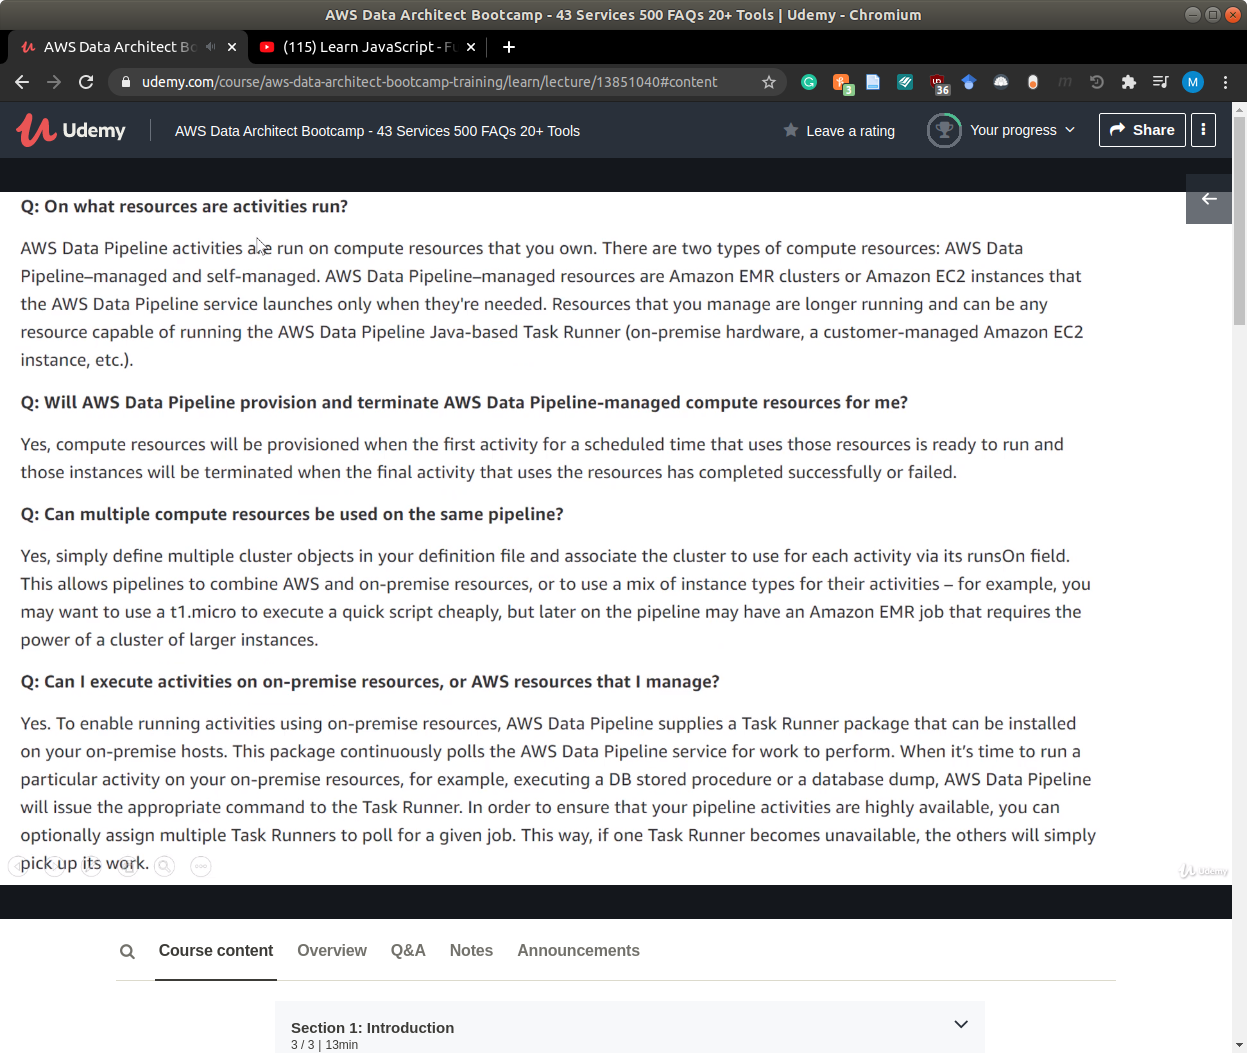 AWS Data Architect Bootcamp - 43 Services 500 FAQs 20+ Tools | Udemy - Chromium
AWS Data Architect Bo
(115) Learn JavaScript - Fu
udemy.com/course/aws-data-architect-bootcamp-training/learn/lecture/13851040#content
3
36
M
Udemy
AWS Data Architect Bootcamp - 43 Services 500 FAQs 20+ Tools
Leave a rating
Your progress
Share
Q: On what resources are activities run?
AWS Data Pipeline activities are run on compute resources that you own. There are two types of compute resources: AWS Data
Pipeline–managed and self-managed. AWS Data Pipeline–managed resources are Amazon EMR clusters or Amazon EC2 instances that
the AWS Data Pipeline service launches only when they're needed. Resources that you manage are longer running and can be any
resource capable of running the AWS Data Pipeline Java-based Task Runner (on-premise hardware, a customer-managed Amazon EC2
instance, etc.).
Q: Will AWS Data Pipeline provision and terminate AWS Data Pipeline-managed compute resources for me?
Yes, compute resources will be provisioned when the first activity for a scheduled time that uses those resources is ready to run and
those instances will be terminated when the final activity that uses the resources has completed successfully or failed.
Q: Can multiple compute resources be used on the same pipeline?
Yes, simply define multiple cluster objects in your definition file and associate the cluster to use for each activity via its runsOn field.
This allows pipelines to combine AWS and on-premise resources, or to use a mix of instance types for their activities – for example, you
may want to use a t1.micro to execute a quick script cheaply, but later on the pipeline may have an Amazon EMR job that requires the
power of a cluster of larger instances.
Q: Can I execute activities on on-premise resources, or AWS resources that I manage?
Yes. To enable running activities using on-premise resources, AWS Data Pipeline supplies a Task Runner package that can be installed
on your on-premise hosts. This package continuously polls the AWS Data Pipeline service for work to perform. When it's time to run a
particular activity on your on-premise resources, for example, executing a DB stored procedure or a database dump, AWS Data Pipeline
will issue the appropriate command to the Task Runner. In order to ensure that your pipeline activities are highly available, you can
optionally assign multiple Task Runners to poll for a given job. This way, if one Task Runner becomes unavailable, the others will simply
pick up its work.
Udemy
Course content
Overview
Q&A
Notes
Announcements
Section 1: Introduction
3 / 3 | 13min